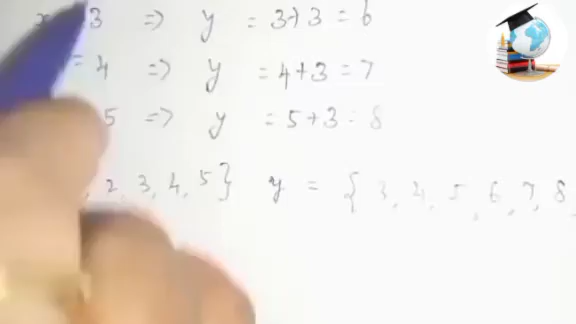 x 3 => y = 3+3 = 6
= 4 => y = 4+3 = 7
5 => y = 5+3 = 8
, 2, 3, 4, 5} y = {3, 4, 5, 6, 7, 8,